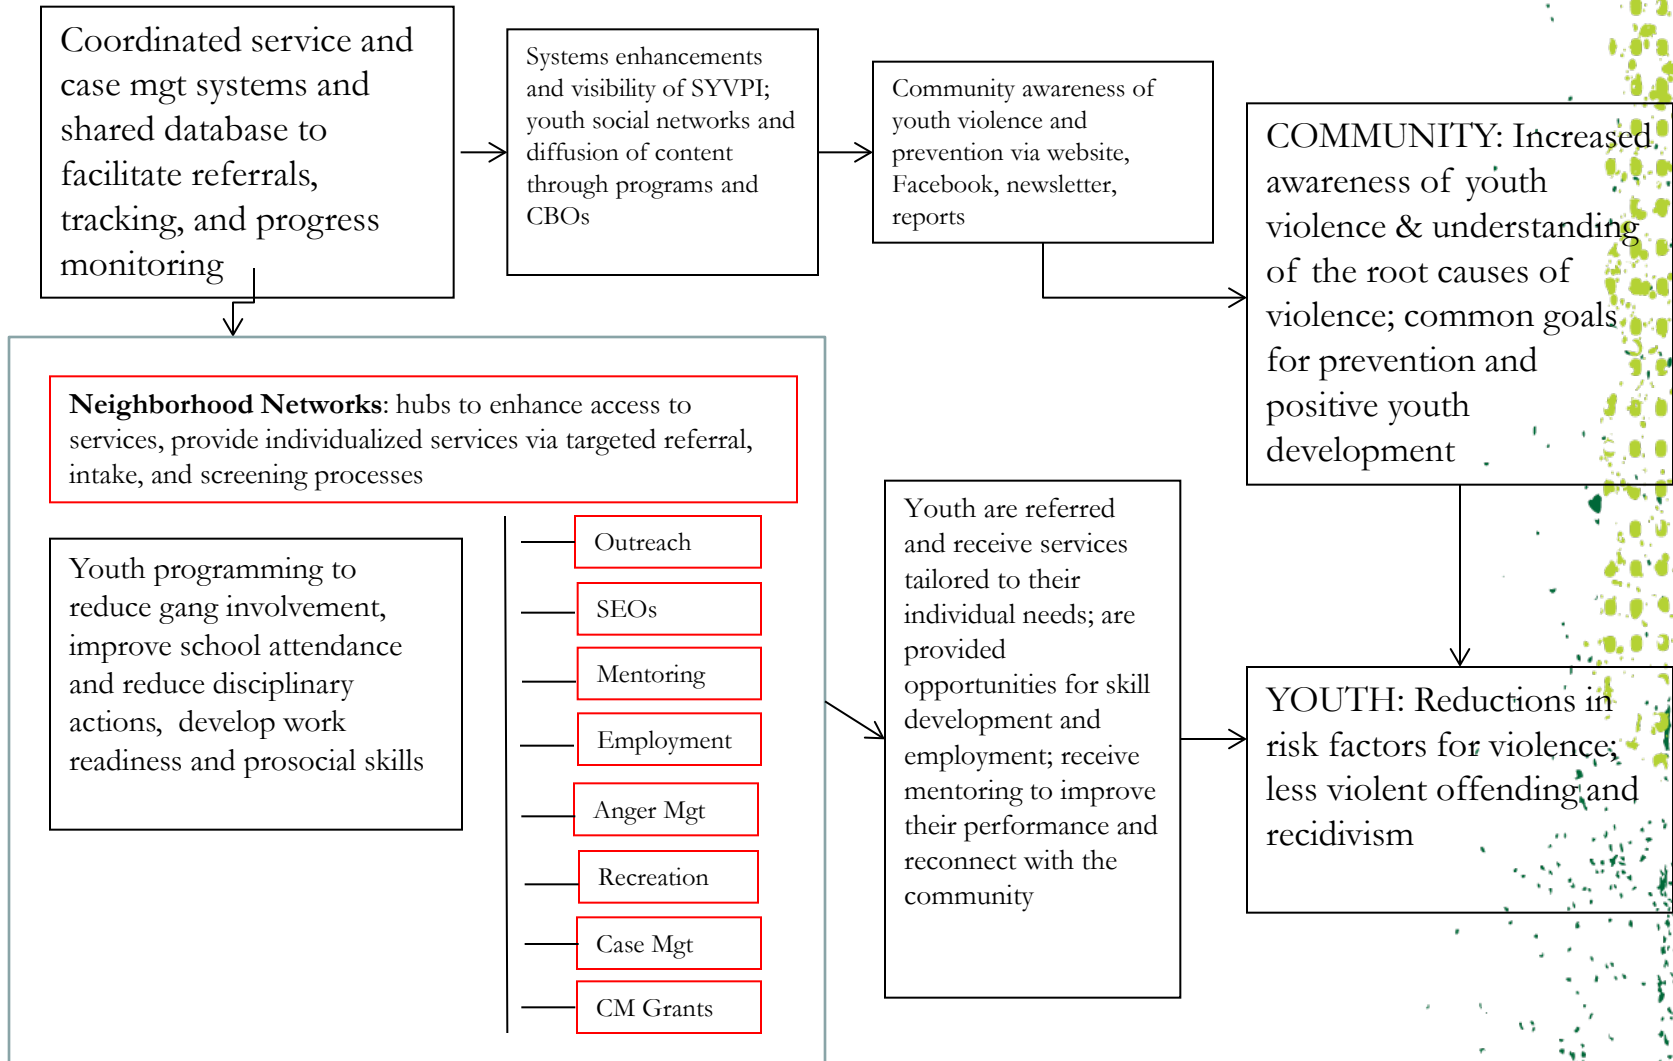 Coordinated service and
case mgt systems and
shared database to
facilitate referrals,
tracking, and progress
monitoring
Systems enhancements
and visibility of SYVPI;
youth social networks and
diffusion of content
through programs and
CBOs
Community awareness of
youth violence and
prevention via website,
Facebook, newsletter,
reports
COMMUNITY: Increased
awareness of youth
violence & understanding
of the root causes of
violence; common goals
for prevention and
positive youth
development
Neighborhood Networks: hubs to enhance access to
services, provide individualized services via targeted referral,
intake, and screening processes
Youth programming to
reduce gang involvement,
improve school attendance
and reduce disciplinary
actions, develop work
readiness and prosocial skills
Outreach
SEOs
Mentoring
Employment
Anger Mgt
Recreation
Case Mgt
CM Grants
Youth are referred
and receive services
tailored to their
individual needs; are
provided
opportunities for skill
development and
employment; receive
mentoring to improve
their performance and
reconnect with the
community
YOUTH: Reductions in
risk factors for violence;
less violent offending and
recidivism